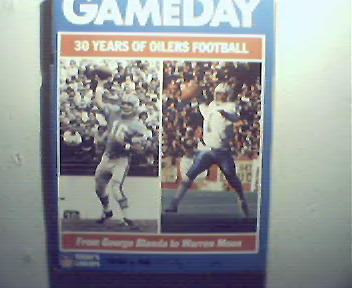 GAMEDAY
30 YEARS OF OILERS FOOTBALL
From George Blanda to Warren Moon